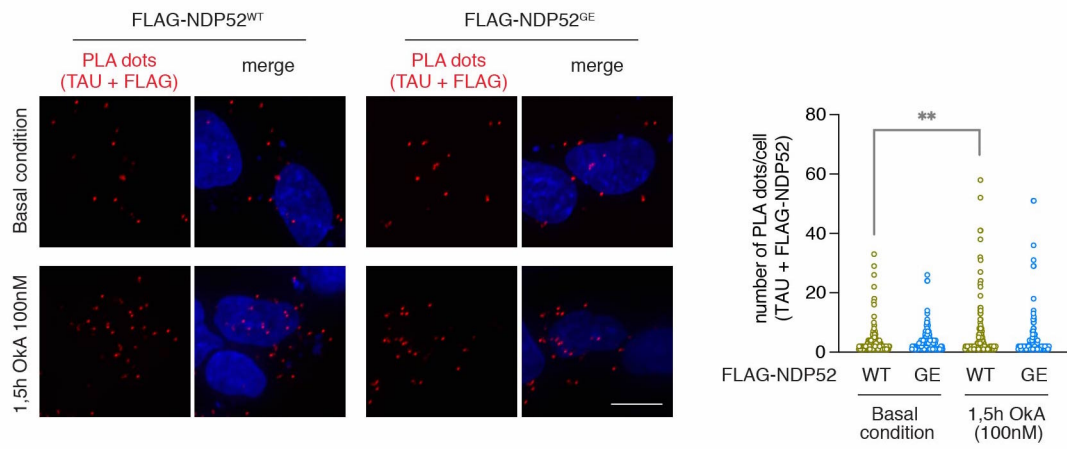 FLAG-NDP52WT
FLAG-NDP52GE
PLA dots
(TAU + FLAG)
merge
PLA dots
(TAU + FLAG)
merge
Basal condition
1,5h OkA 100nM
number of PLA dots/cell
(TAU + FLAG-NDP52)
80
60
40
20
0
**
FLAG-NDP52 WT GE WT GE
Basal
condition
1,5h OkA
(100nM)